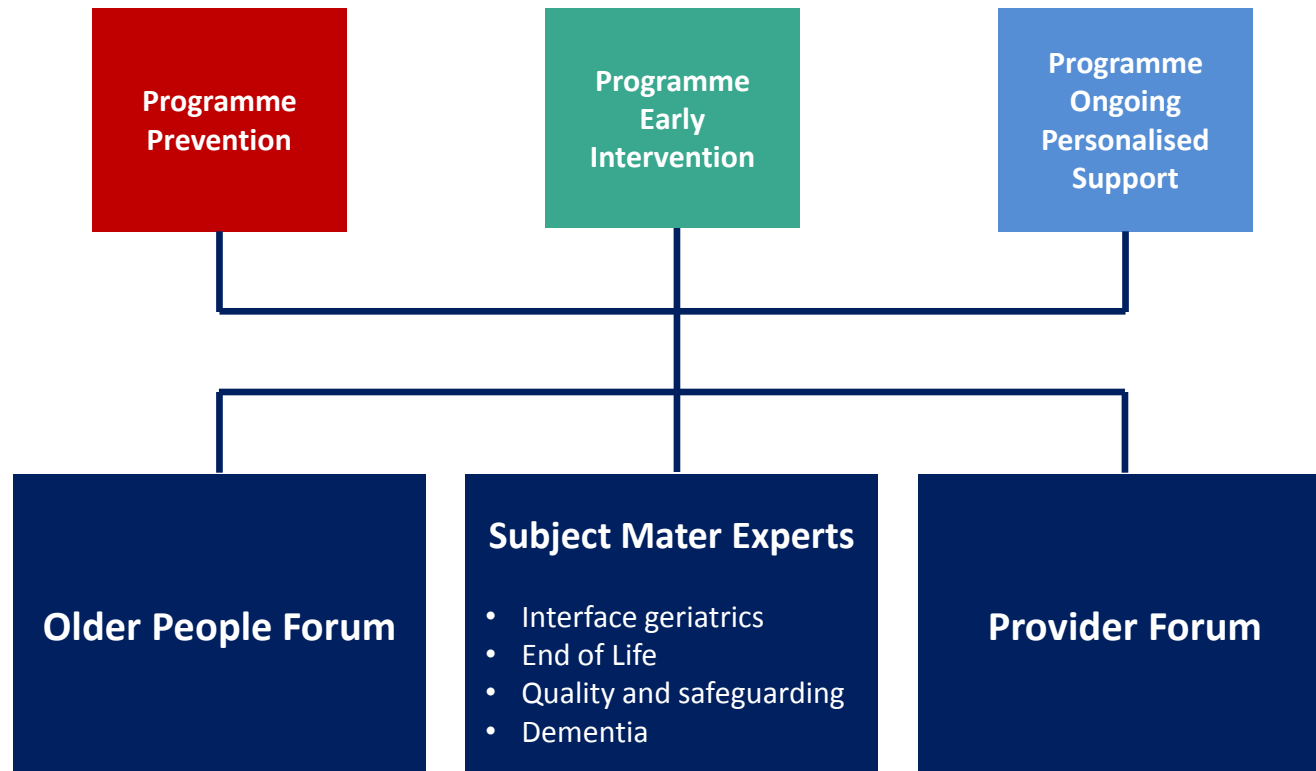 Programme
Prevention
Programme
Early
Intervention
Programme
Ongoing
Personalised
Support
Older People Forum
Subject Mater Experts
• Interface geriatrics
• End of Life
• Quality and safeguarding
• Dementia
Provider Forum